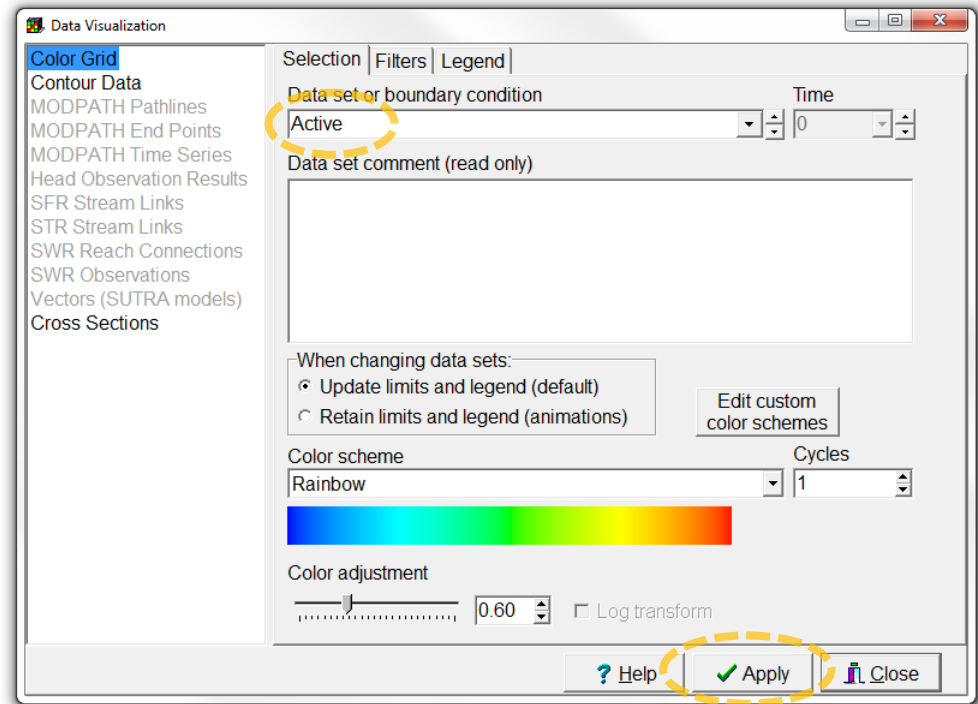 Data Visualization
Color Grid
Contour Data
MODPATH Pathlines
MODPATH End Points
MODPATH Time Series
Head Observation Results
SFR Stream Links
STR Stream Links
SWR Reach Connections
SWR Observations
Vectors (SUTRA models)
Cross Sections
Selection Filters Legend
Data set or boundary condition Time
Active 0
Data set comment (read only)
When changing data sets:
Update limits and legend (default)
Retain limits and legend (animations)
Edit custom
color schemes
Color scheme Cycles
Rainbow 1
Color adjustment
0.60 Log transform
? Help Apply Close